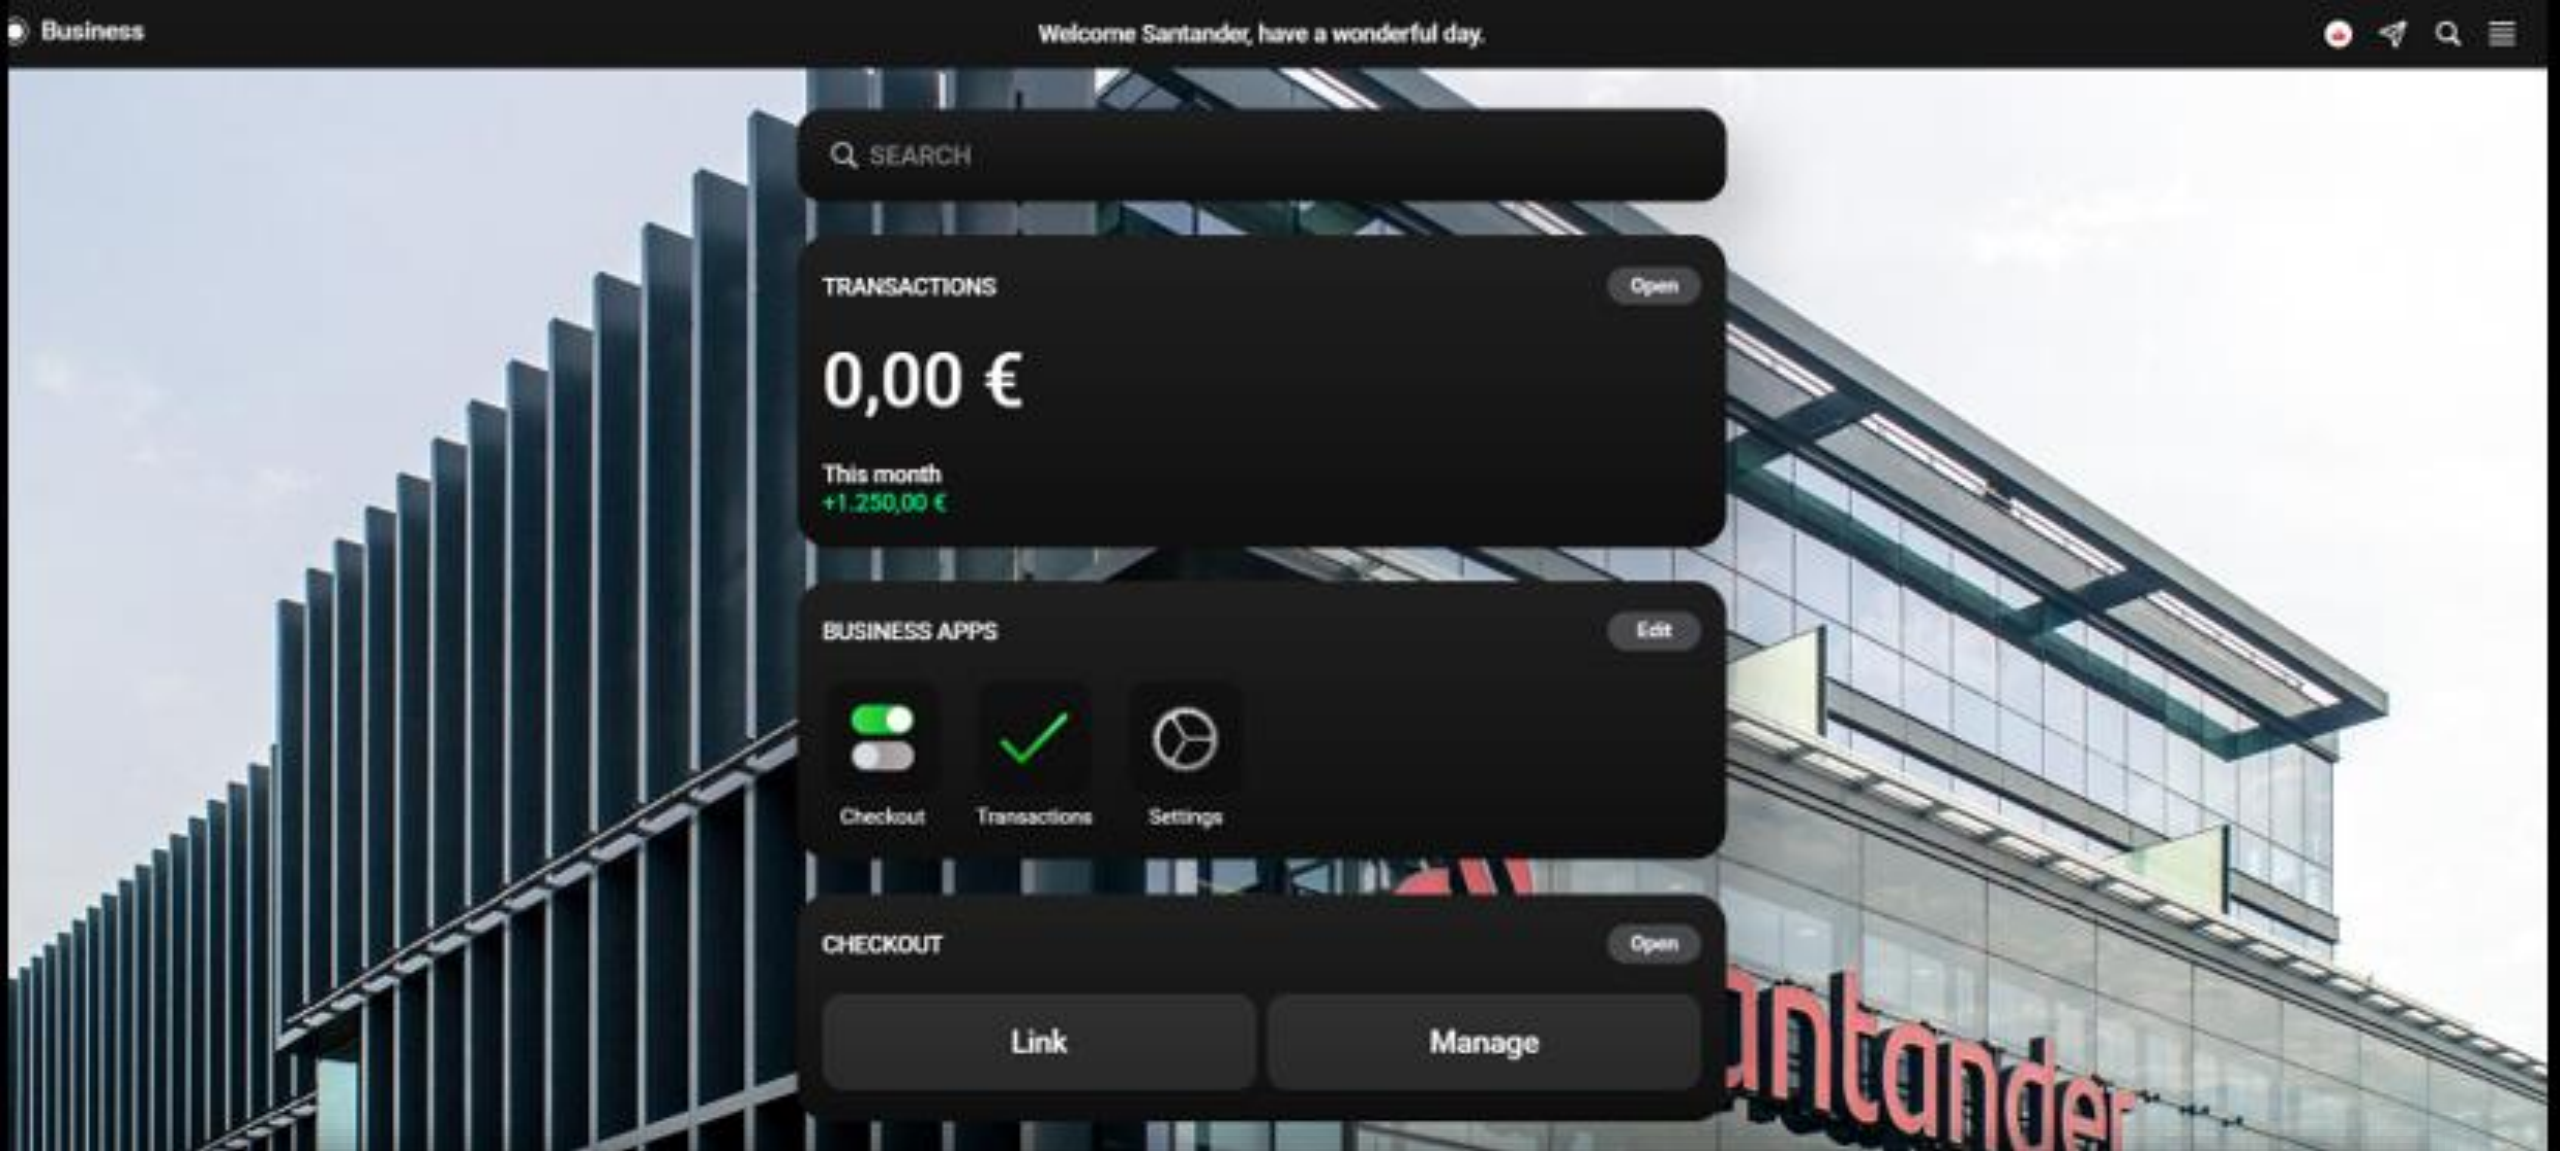 Business
Welcome Santander, have a wonderful day.
SEARCH
TRANSACTIONS
Open
0,00 €
This month
+1.250,00 €
BUSINESS APPS
Edit
Checkout
Transactions
Settings
CHECKOUT
Open
Link
Manage
antander